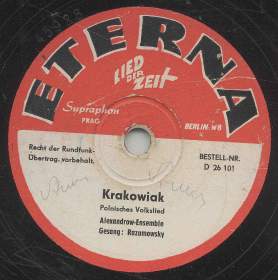 ETERNA
LIED
DER
ZEIT
Supraphon
PRAG
BERLIN W8
Recht der Rundfunk-
Übertrag. vorbehalt.
BESTELL-NR.
D 26 101
Krakowiak
Polnisches Volkslied
Alexandrow-Ensemble
Gesang: Razamowsky